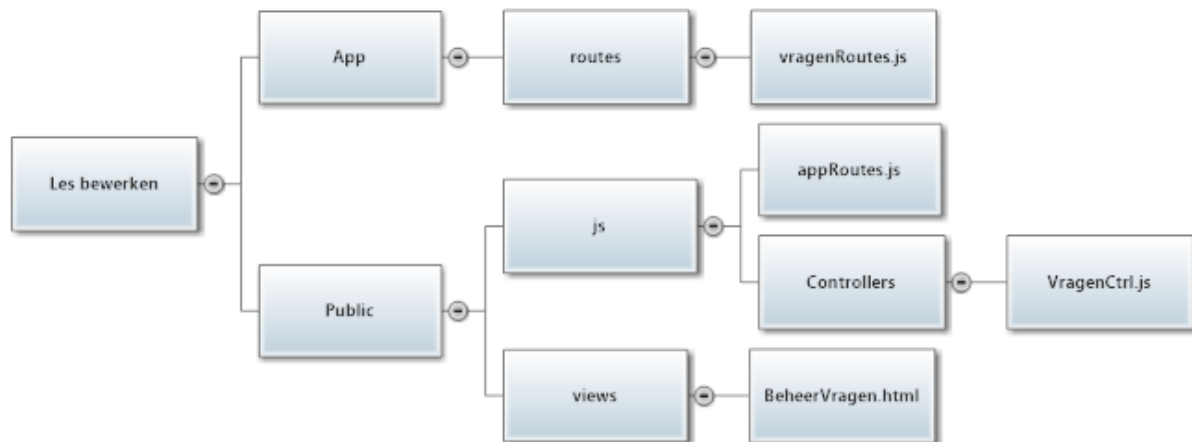 Les bewerken
App
routes
vragenRoutes.js
Public
js
appRoutes.js
Controllers
VragenCtrl.js
views
BeheerVragen.html